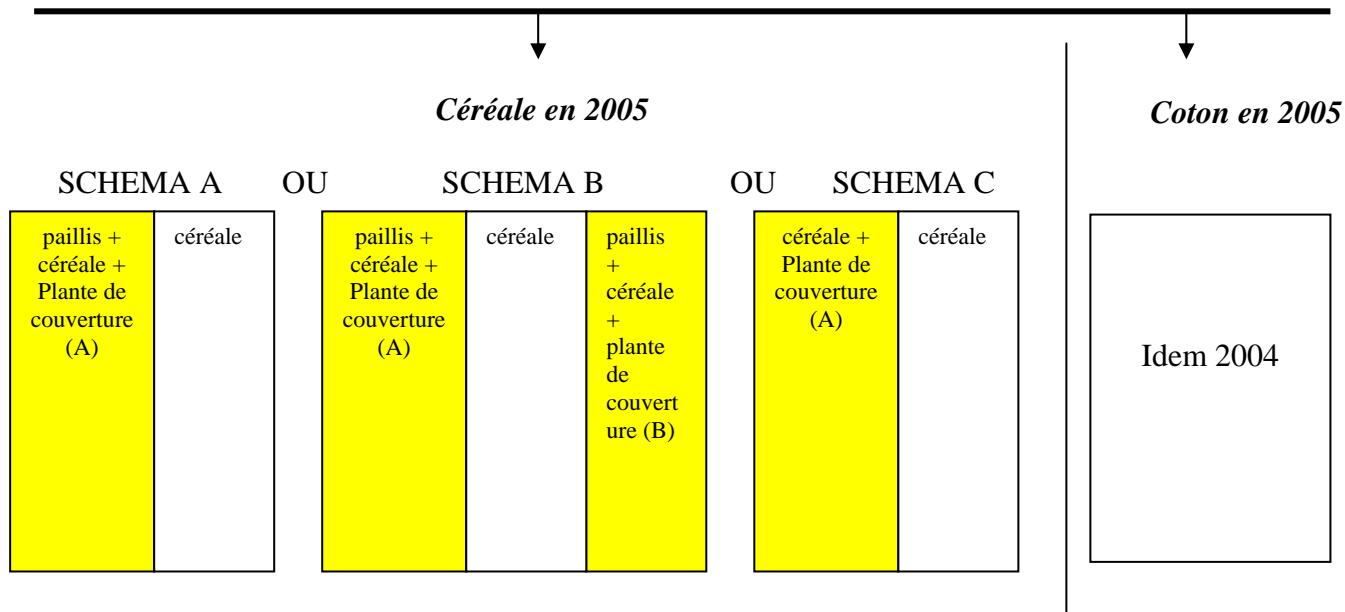 Céréale en 2005
Coton en 2005
SCHEMA A OU SCHEMA B OU SCHEMA C
paillis +
céréale +
Plante de
couverture
(A)
céréale
paillis +
céréale +
Plante de
couverture
(A)
céréale
paillis
+
céréale
+
plante
de
couvert
ure (B)
céréale +
Plante de
couverture
(A)
céréale
Idem 2004